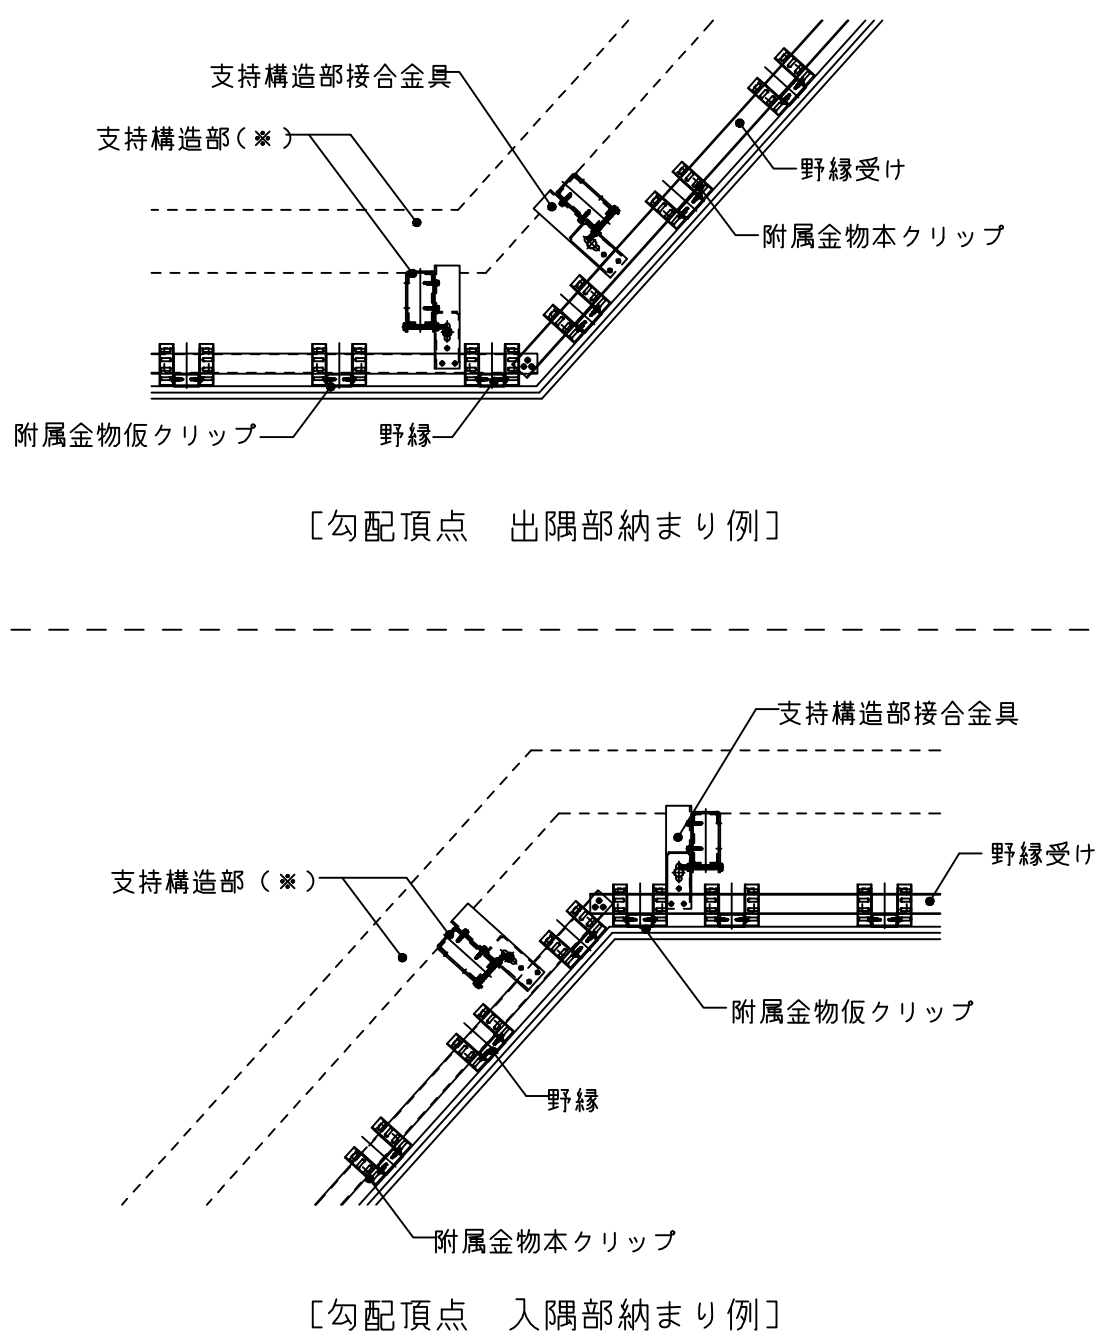 支持構造部接合金具
支持構造部(※)
野縁受け
附属金物本クリップ
附属金物仮クリップ
野縁
[勾配頂点　出隅部納まり例]
支持構造部接合金具
野縁受け
支持構造部(※)
附属金物仮クリップ
野縁
附属金物本クリップ
[勾配頂点　入隅部納まり例]